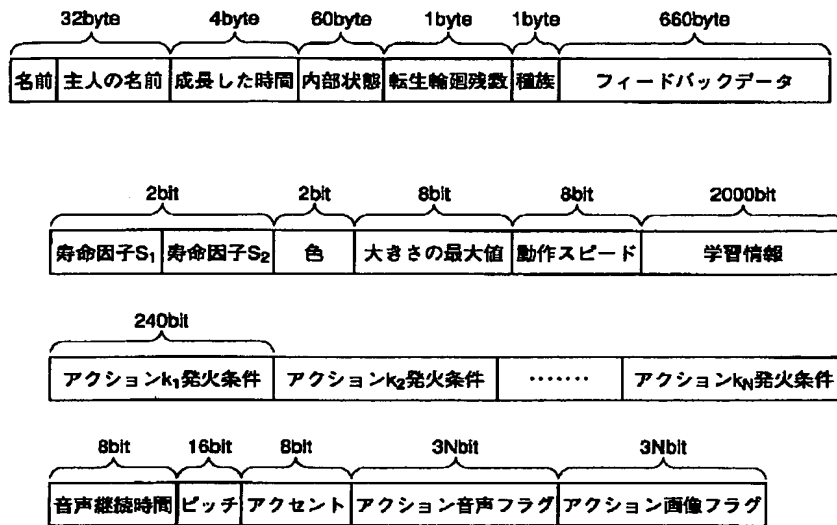 32byte 4byte 60byte 1byte 1byte 660byte
名前 主人の名前 成長した時間 内部状態 転生輪廻残数 種族 フィードバックデータ
2bit 2bit 8bit 8bit 2000bit
寿命因子S1 寿命因子S2 色 大きさの最大値 動作スピード 学習情報
240bit
アクションk1発火条件 アクションk2発火条件 ······· アクションkN発火条件
8bit 16bit 8bit 3Nbit 3Nbit
音声継続時間 ピッチ アクセント アクション音声フラグ アクション画像フラグ